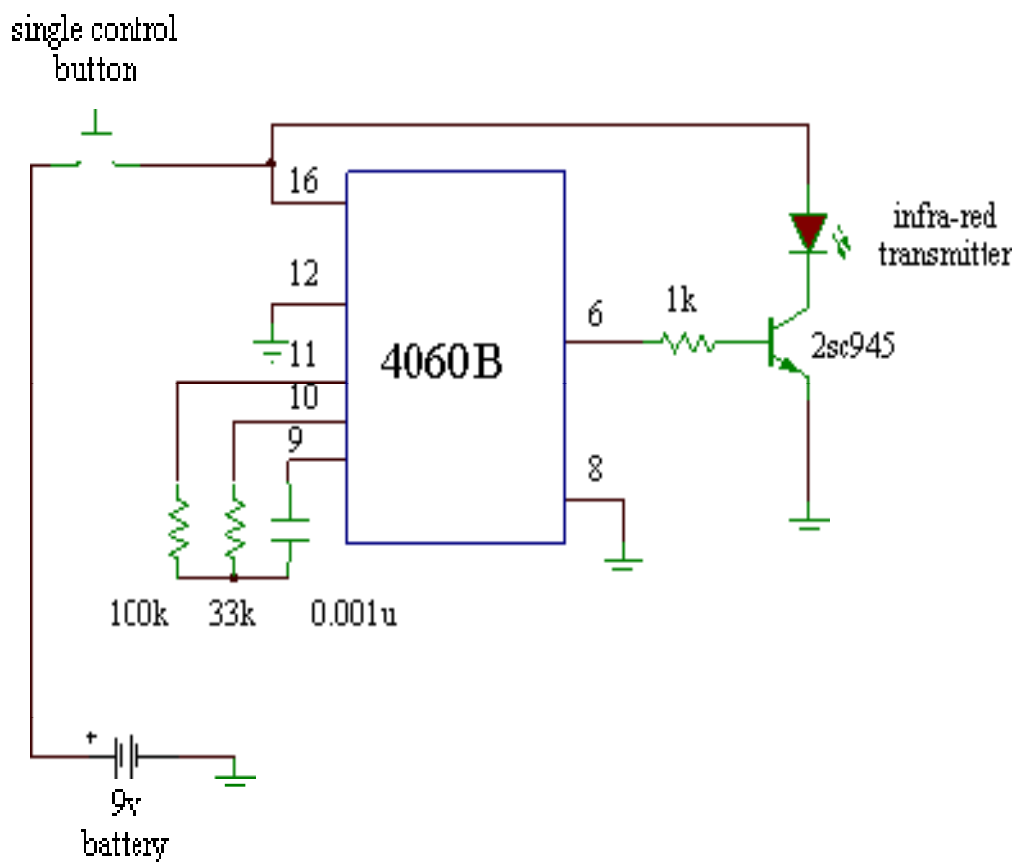 single control
button
16
12
11
10
9
4060B
6
1k
2sc945
8
infra-red
transmitter
100k 33k 0.001u
+
9v
battery